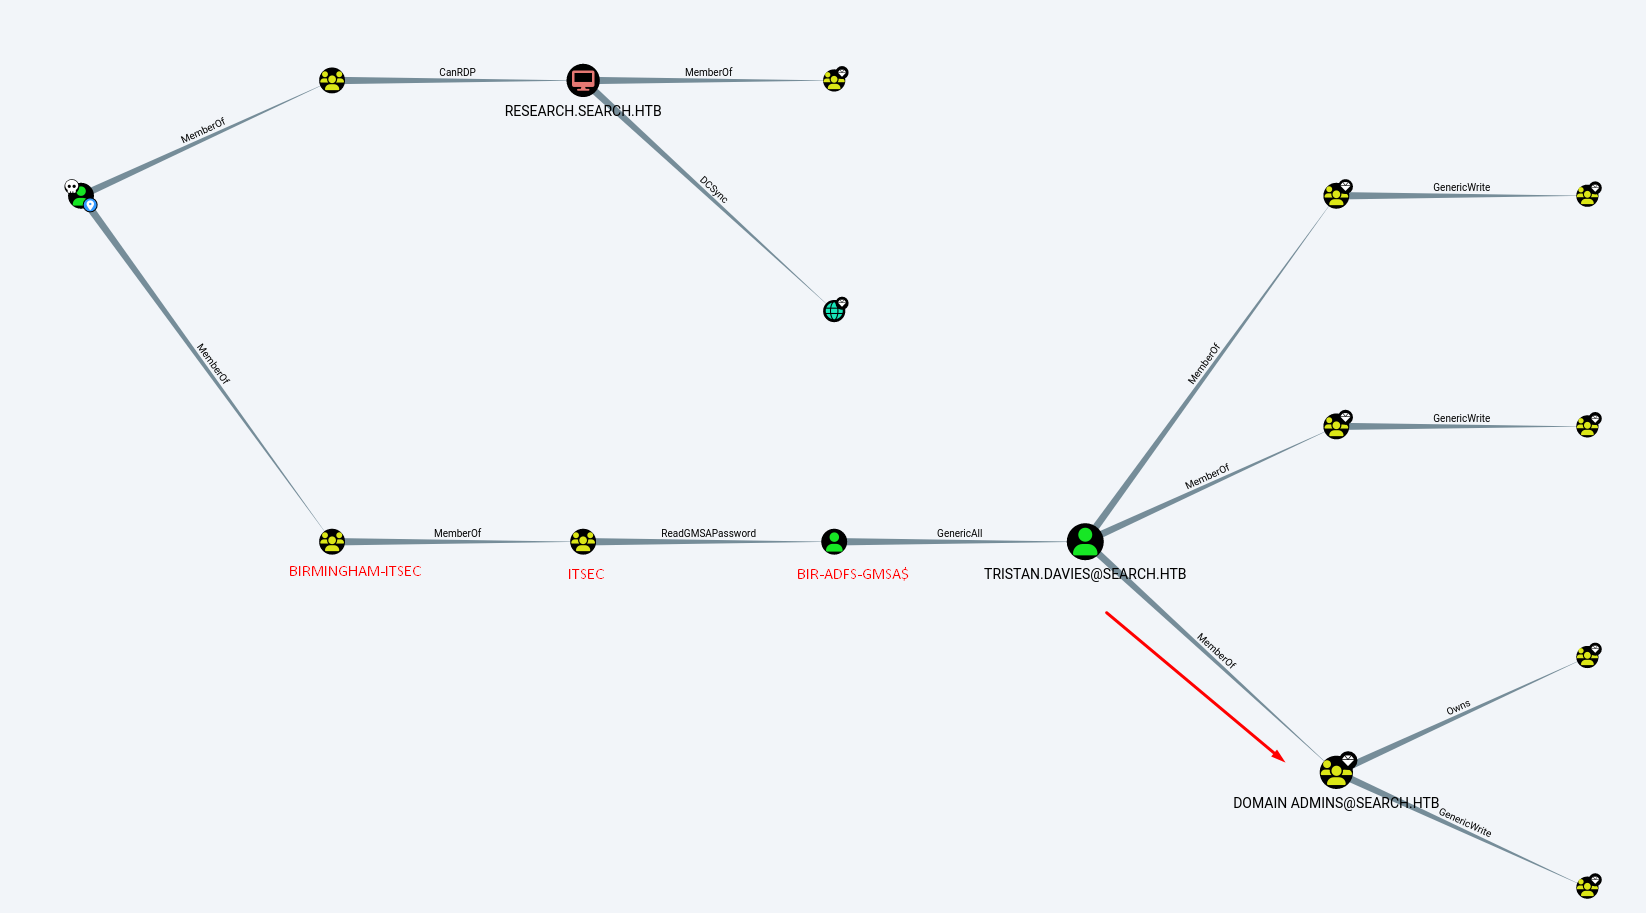 CanRDP
MemberOf
RESEARCH.SEARCH.HTB
MemberOf
DCSync
GenericWrite
MemberOf
MemberOf
GenericWrite
MemberOf
MemberOf
ReadGMSAPassword
GenericAll
BIRMINGHAM-ITSEC
ITSEC
BIR-ADFS-GMSA$
TRISTAN.DAVIES@SEARCH.HTB
MemberOf
Owns
DOMAIN ADMINS@SEARCH.HTB
GenericWrite